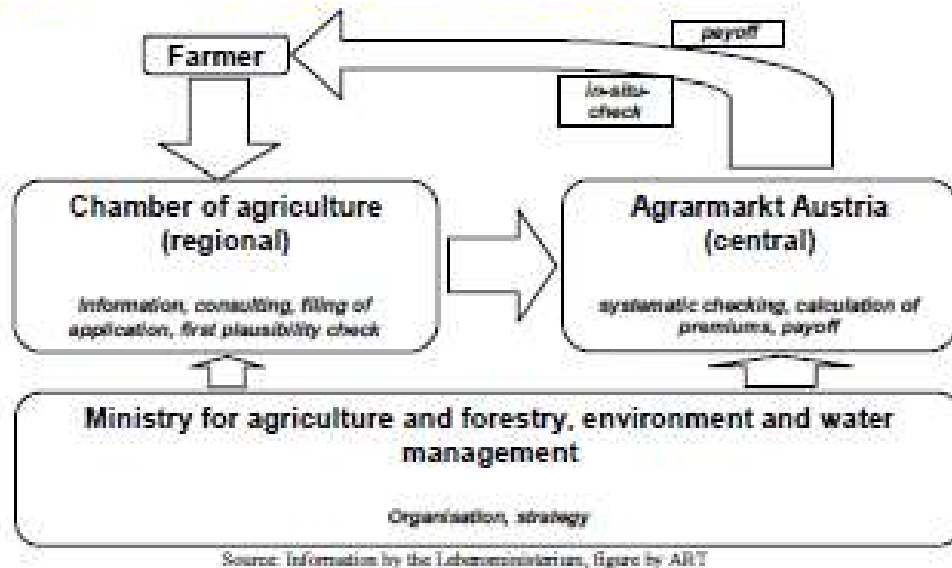 payoff
Farmer
in-situ-
check
Chamber of agriculture
(regional)
Information, consulting, filing of
application, first plausibility check
Agrarmarkt Austria
(central)
systematic checking, calculation of
premiums, payoff
Ministry for agriculture and forestry, environment and water
management
Organisation, strategy
Source: Information by the Lebensministerium, figure by ART